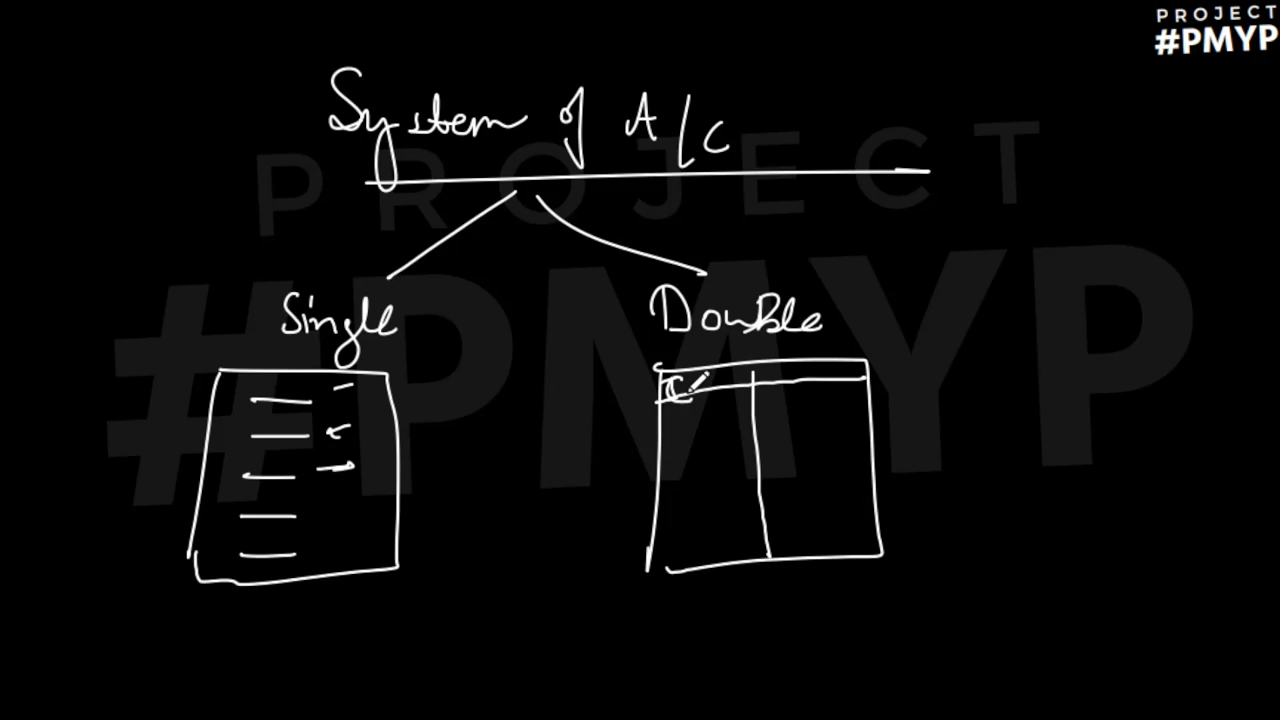 PROJECT
#PMYP
System of A/C
PROJECT
#PMYP
Single Double